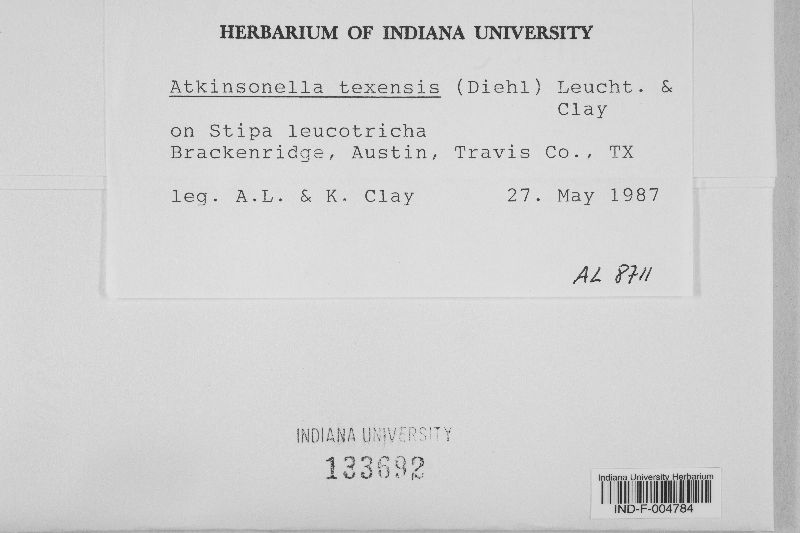 HERBARIUM OF INDIANA UNIVERSITY
Atkinsonella texensis (Diehl) Leucht. &
Clay
on Stipa leucotricha
Brackenridge, Austin, Travis Co., TX
leg. A.L. & K. Clay 27. May 1987
AL 8711
INDIANA UNIVERSITY
133692
Indiana University Herbarium
IND-F-004784